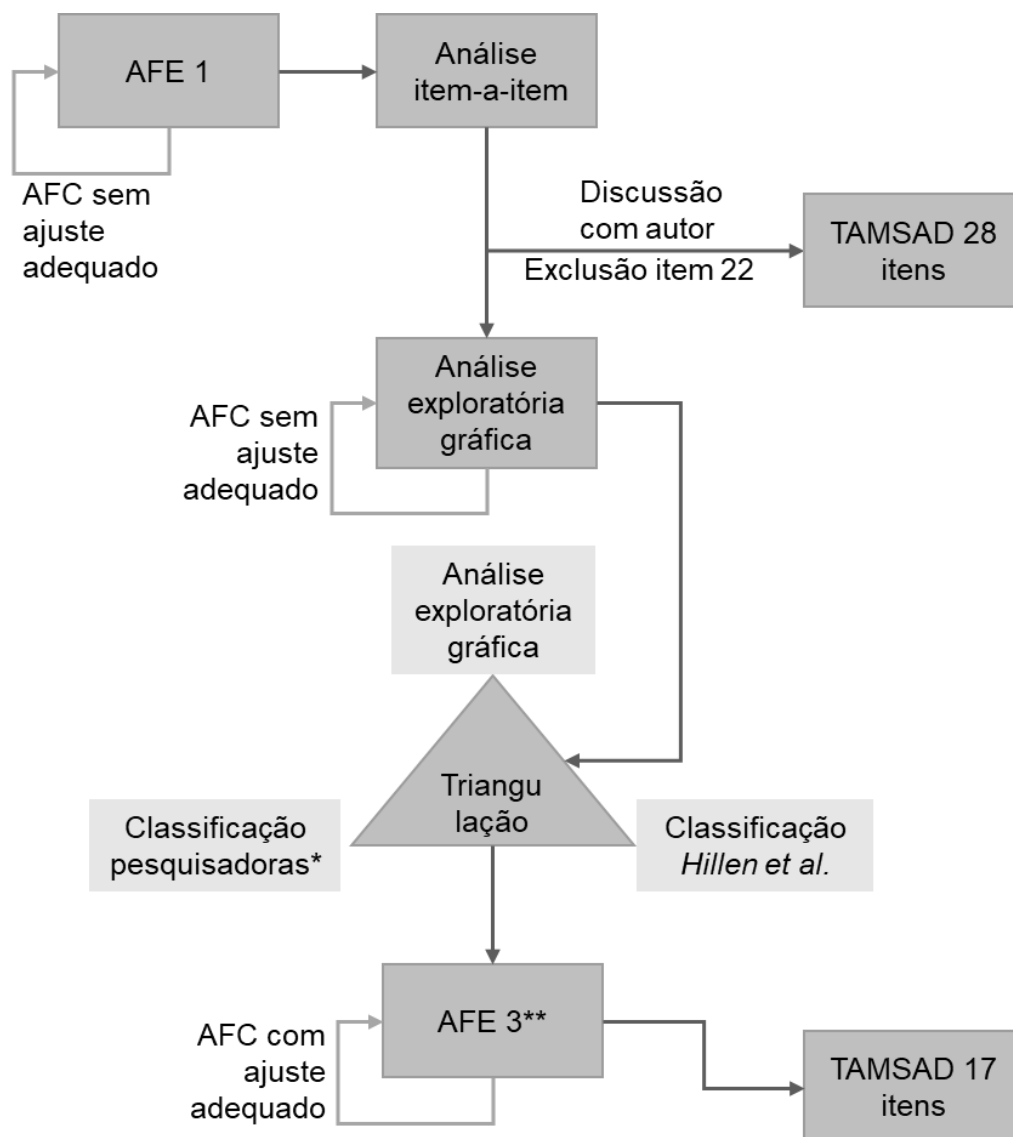 AFE 1
Análise
item-a-item
AFC sem
ajuste
adequado
Discussão
com autor
Exclusão item 22
TAMSAD 28
itens
Análise
exploratória
gráfica
AFC sem
ajuste
adequado
Análise
exploratória
gráfica
Triangu
lação
Classificação
pesquisadoras*
Classificação
Hillen et al.
AFE 3**
AFC com
ajuste
adequado
TAMSAD 17
itens